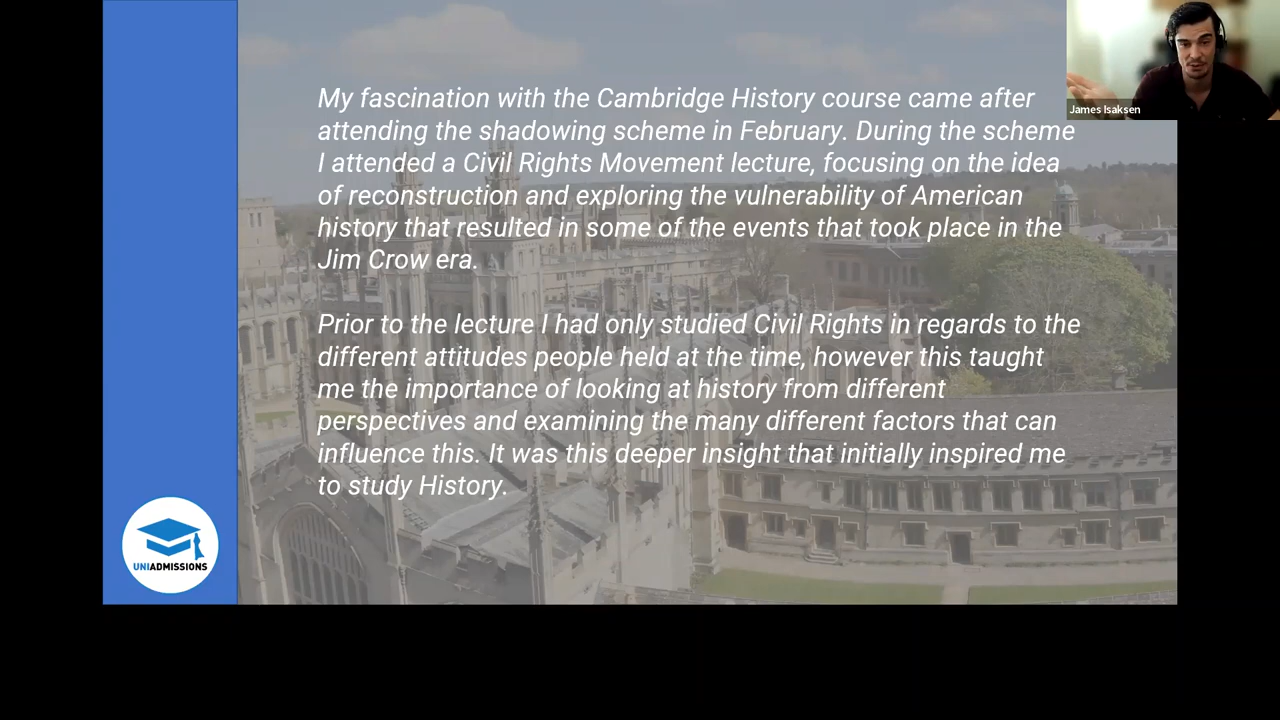 My fascination with the Cambridge History course came after
attending the shadowing scheme in February. During the scheme
I attended a Civil Rights Movement lecture, focusing on the idea
of reconstruction and exploring the vulnerability of American
history that resulted in some of the events that took place in the
Jim Crow era.
Prior to the lecture I had only studied Civil Rights in regards to the
different attitudes people held at the time, however this taught
me the importance of looking at history from different
perspectives and examining the many different factors that can
influence this. It was this deeper insight that initially inspired me
to study History.
UNIADMISSIONS
James Isaksen